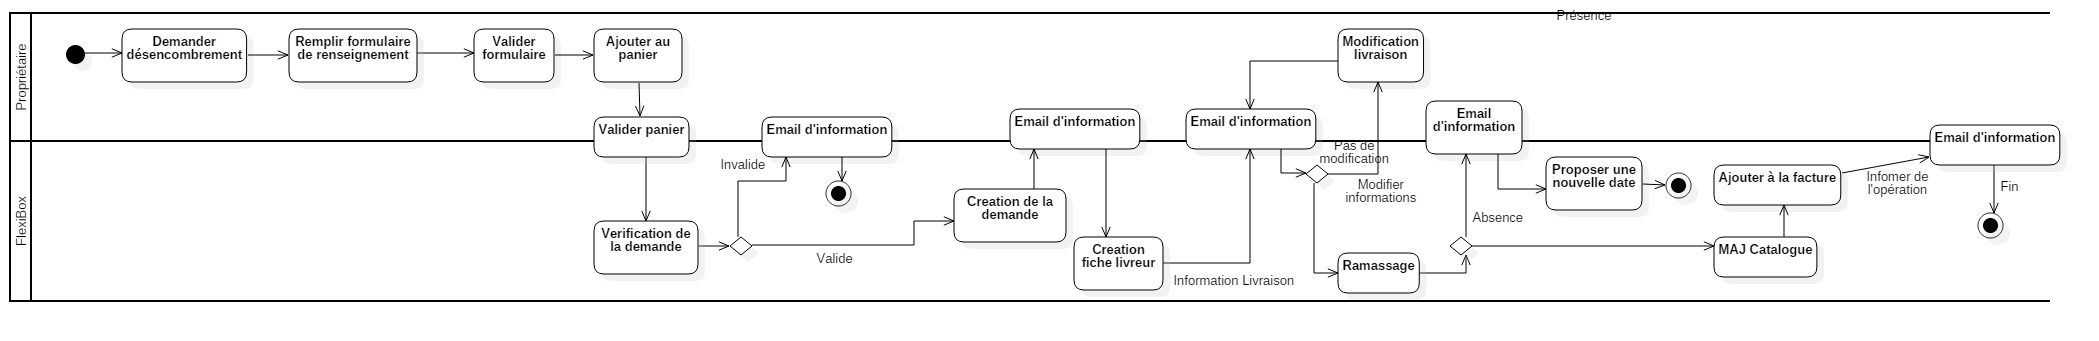 Présence
Propriétaire
Demander
désencombrement
Remplir formulaire
de renseignement
Valider
formulaire
Ajouter au
panier
Modification
livraison
Valider panier
Email d'information
Email d'information
Email d'information
Email
d'information
Email d'information
FlexiBox
Invalide
Pas de
modification
Modifier
informations
Proposer une
nouvelle date
Ajouter à la facture
Infomer de
l'opération
Fin
Creation de la
demande
Absence
Verification de
la demande
Valide
Creation
fiche livreur
Information Livraison
Ramassage
MAJ Catalogue